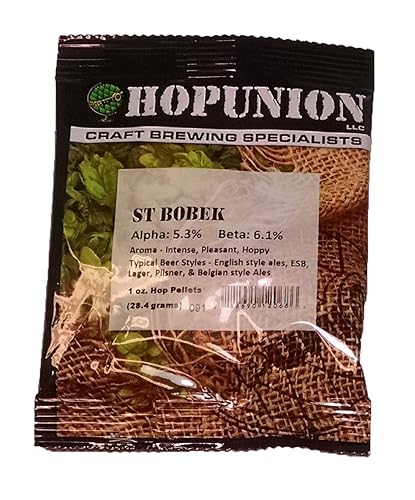 HOPUNION
LLC
CRAFT BREWING SPECIALISTS
ST BOBEK
Alpha: 5.3% Beta: 6.1%
Aroma - Intense, Pleasant, Hoppy
Typical Beer Styles - English style ales, ESB,
Lager, Pilsner, & Belgian style Ales
1 oz. Hop Pellets
(28.4 grams)
091